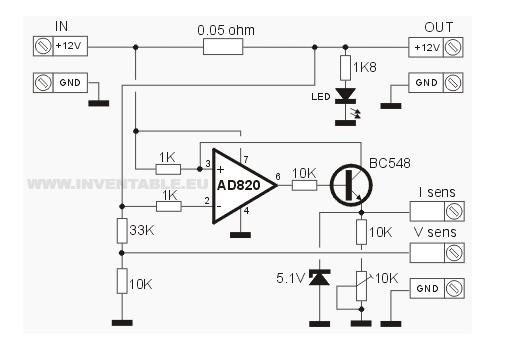 IN
0.05 ohm
OUT
+12V
+12V
1K8
GND
LED
GND
1K
3
7
+
6
10K
BC548
WWW.INVENTABLE.EU
AD820
1K
2
-
4
I sens
33K
10K
V sens
10K
5.1V
10K
GND